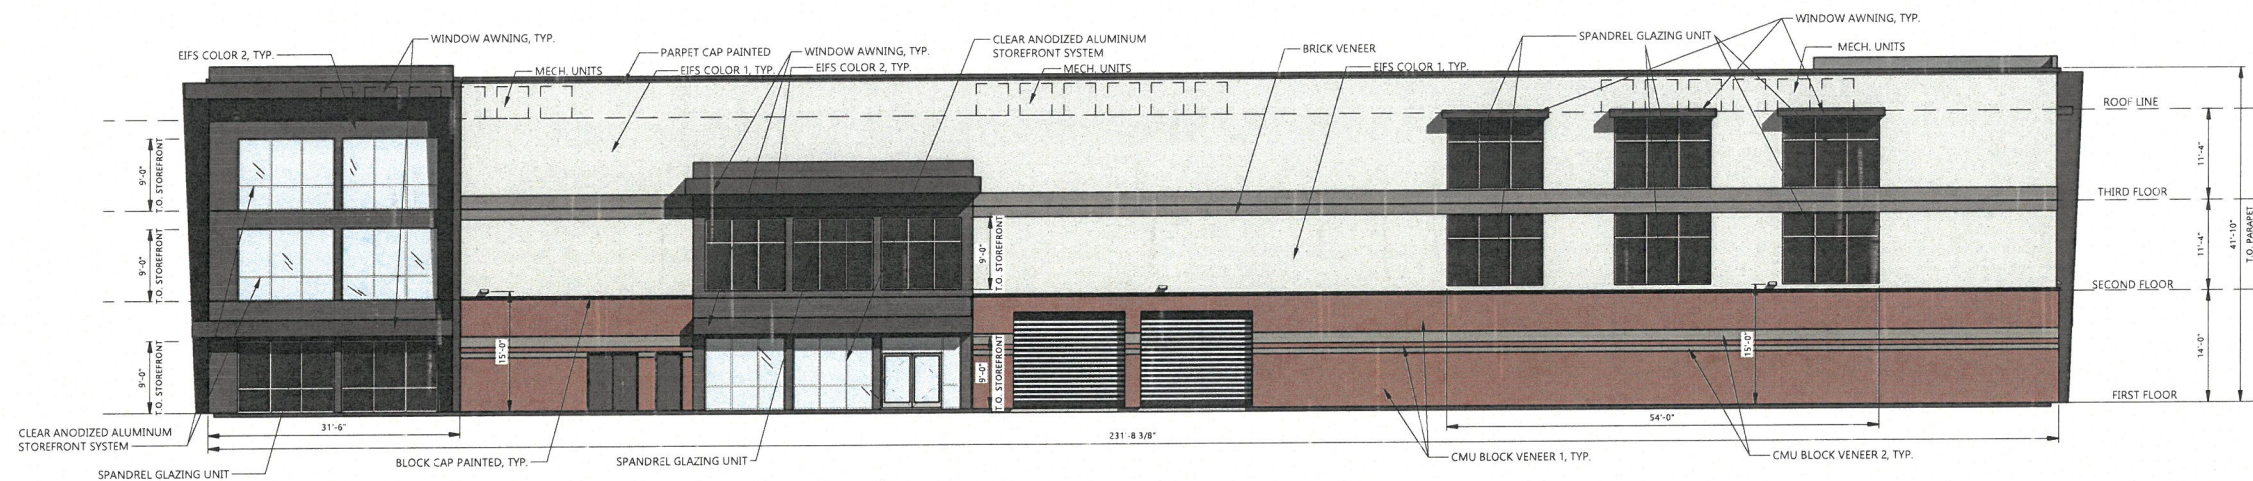 WINDOW AWNING, TYP.
SPANDREL GLAZING UNIT
WINDOW AWNING, TYP.
CLEAR ANODIZED ALUMINUM
STOREFRONT SYSTEM
EIFS COLOR 2, TYP.
PARPET CAP PAINTED
WINDOW AWNING, TYP.
BRICK VENEER
MECH. UNITS
MECH. UNITS
EIFS COLOR 1, TYP.
EIFS COLOR 2, TYP.
MECH. UNITS
EIFS COLOR 1, TYP.
ROOF LINE
9'-0"
T.O. STOREFRONT
11'-4"
THIRD FLOOR
9'-0"
T.O. STOREFRONT
9'-0"
T.O. STOREFRONT
11'-4"
41'-10"
T.O. PARAPET
SECOND FLOOR
9'-0"
T.O. STOREFRONT
15'-0"
9'-0"
T.O. STOREFRONT
15'-0"
14'-0"
FIRST FLOOR
31'-6"
54'-0"
231'-8 3/8"
CLEAR ANODIZED ALUMINUM
STOREFRONT SYSTEM
SPANDREL GLAZING UNIT
BLOCK CAP PAINTED, TYP.
SPANDREL GLAZING UNIT
CMU BLOCK VENEER 1, TYP.
CMU BLOCK VENEER 2, TYP.